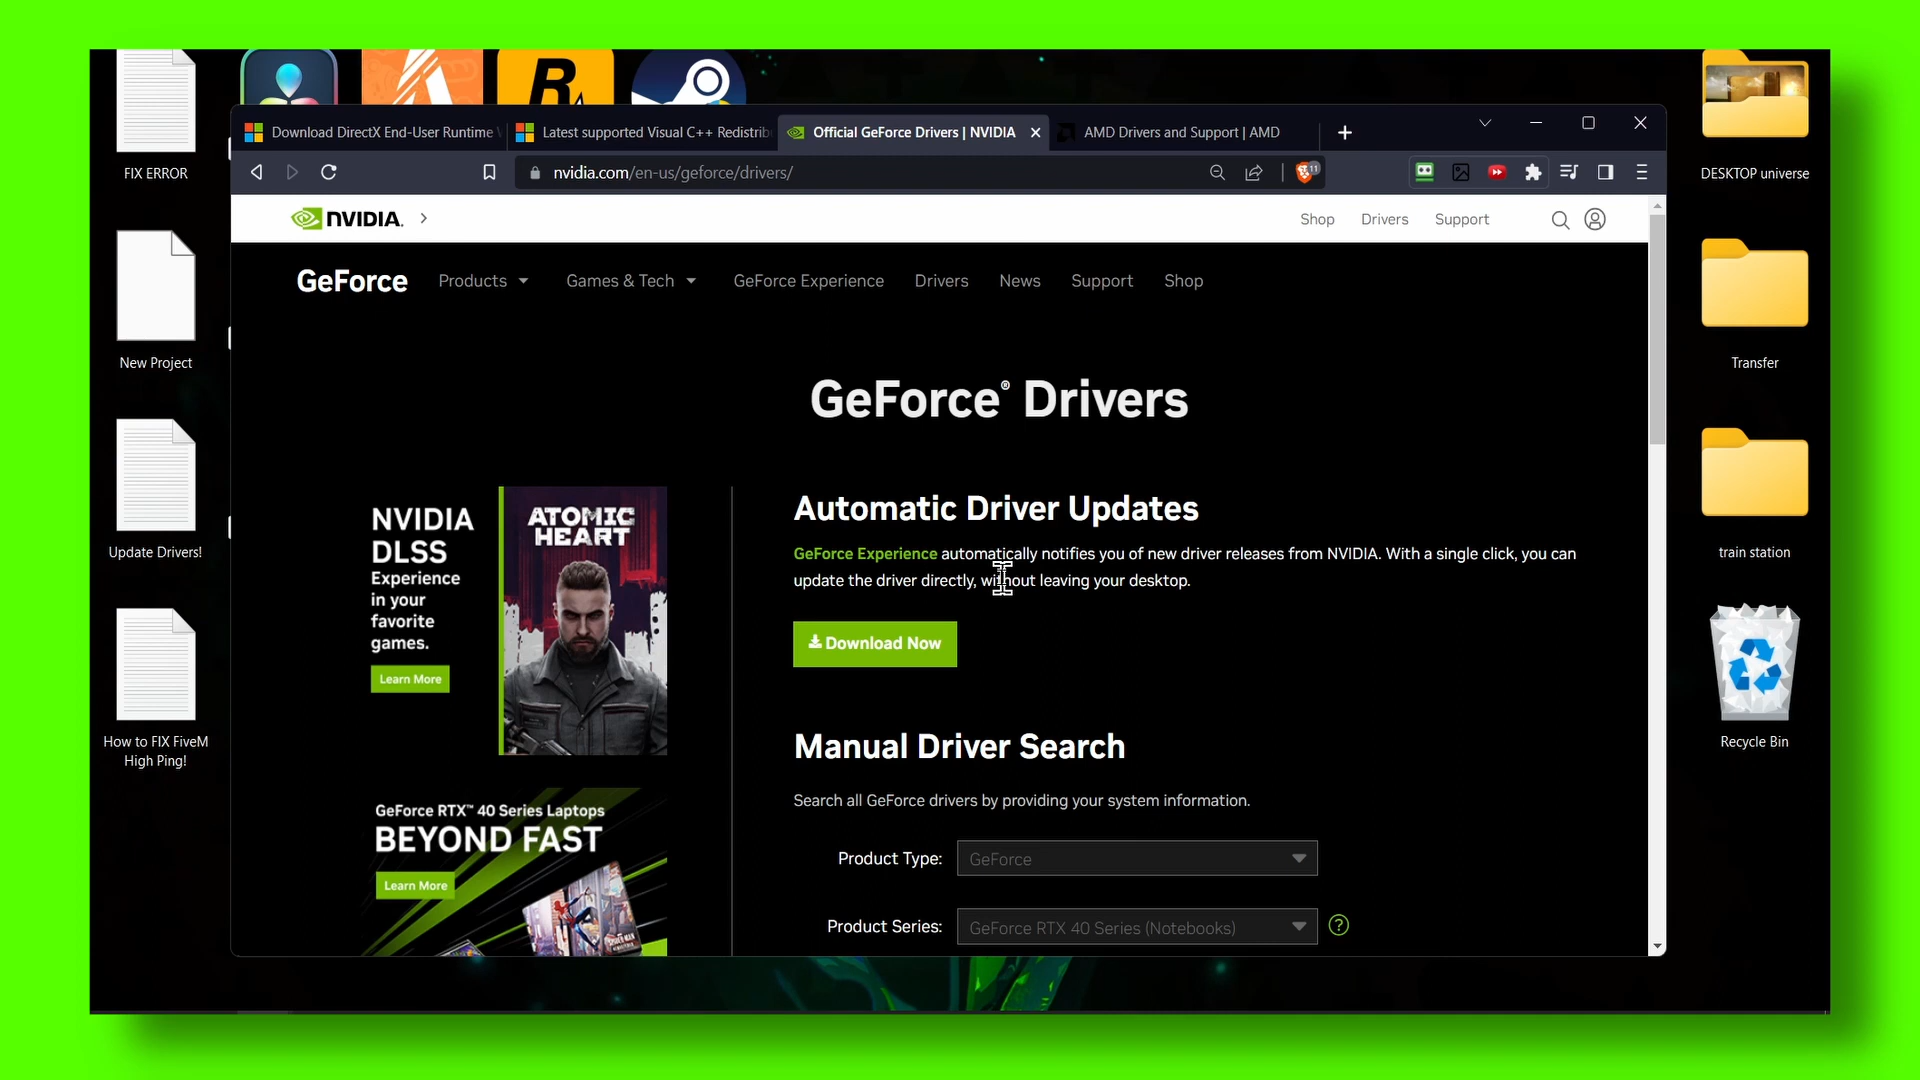 FIX ERROR
New Project
Update Drivers!
How to FIX FiveM
High Ping!
R
Download DirectX End-User Runtime
Latest supported Visual C++ Redistrib
Official GeForce Drivers | NVIDIA
AMD Drivers and Support | AMD
nvidia.com/en-us/geforce/drivers/
11
NVIDIA.
Shop
Drivers
Support
GeForce
Products
Games & Tech
GeForce Experience
Drivers
News
Support
Shop
GeForce® Drivers
NVIDIA
DLSS
Experience
in your
favorite
games.
Learn More
ATOMIC
HEART
GeForce RTX™ 40 Series Laptops
BEYOND FAST
Learn More
Automatic Driver Updates
GeForce Experience automatically notifies you of new driver releases from NVIDIA. With a single click, you can
update the driver directly, without leaving your desktop.
Download Now
Manual Driver Search
Search all GeForce drivers by providing your system information.
Product Type:
GeForce
Product Series:
GeForce RTX 40 Series (Notebooks)
?
DESKTOP universe
Transfer
train station
Recycle Bin